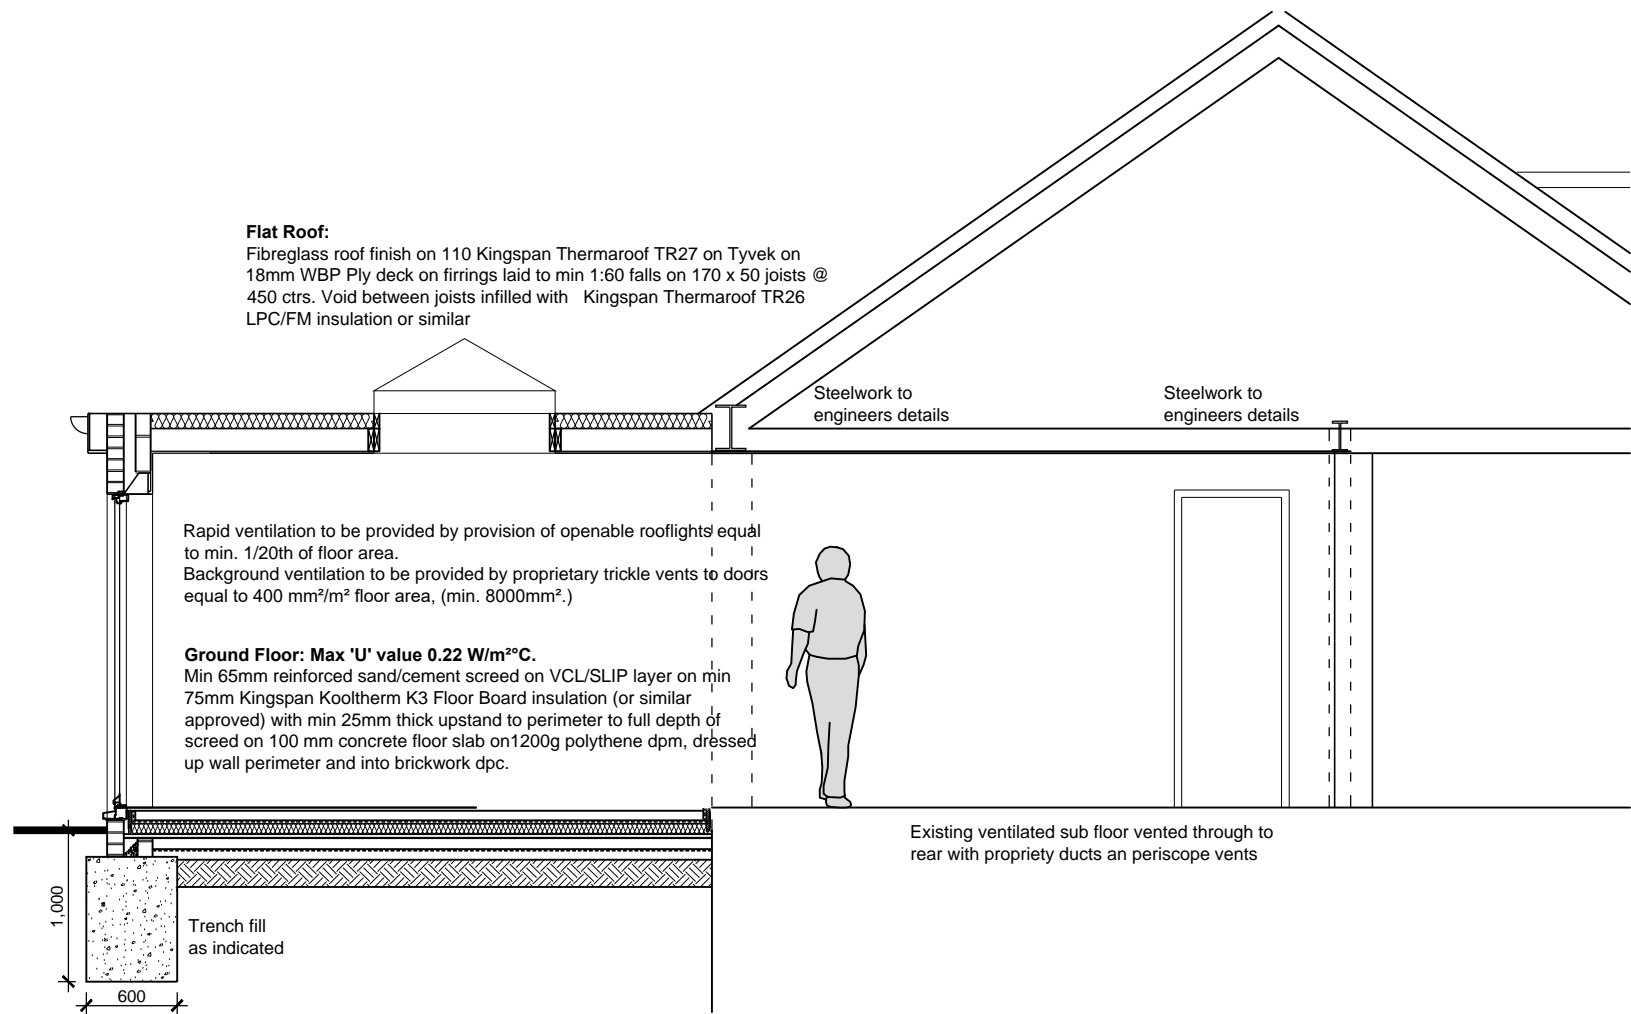 Flat Roof:
Fibreglass roof finish on 110 Kingspan Thermaroof TR27 on Tyvek on
18mm WBP Ply deck on firrings laid to min 1:60 falls on 170 x 50 joists @
450 ctrs. Void between joists infilled with Kingspan Thermaroof TR26
LPC/FM insulation or similar
Steelwork to
engineers details
Steelwork to
engineers details
Rapid ventilation to be provided by provision of openable rooflights equal
to min. 1/20th of floor area.
Background ventilation to be provided by proprietary trickle vents to doors
equal to 400 mm²/m² floor area, (min. 8000mm².)
Ground Floor: Max 'U' value 0.22 W/m²°C.
Min 65mm reinforced sand/cement screed on VCL/SLIP layer on min
75mm Kingspan Kooltherm K3 Floor Board insulation (or similar
approved) with min 25mm thick upstand to perimeter to full depth of
screed on 100 mm concrete floor slab on1200g polythene dpm, dressed
up wall perimeter and into brickwork dpc.
Existing ventilated sub floor vented through to
rear with propriety ducts an periscope vents
1,000
Trench fill
as indicated
600